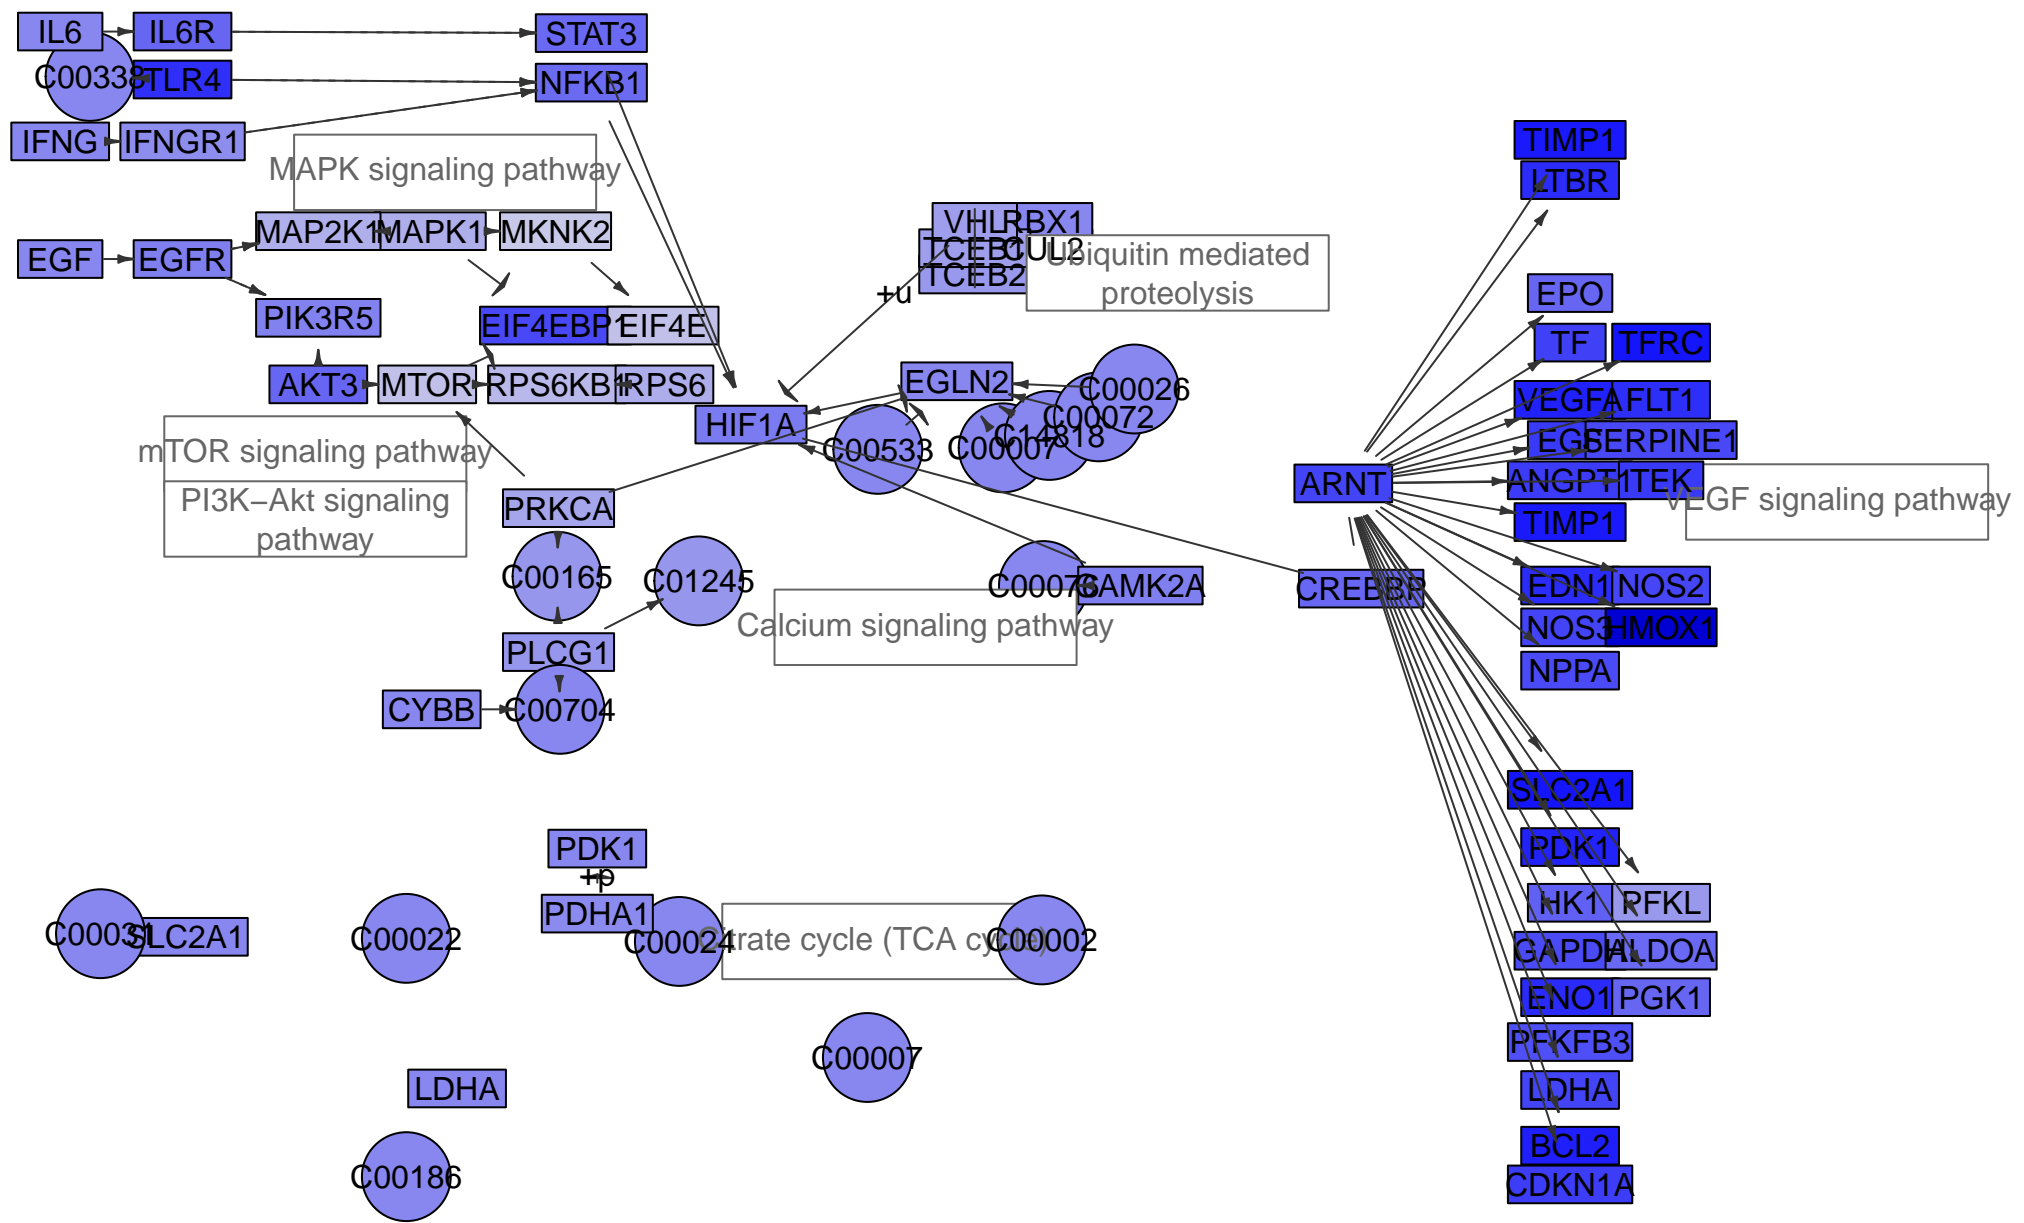 IL6
IL6R
STAT3
C00338
TLR4
NFKB1
IFNG
IFNGR1
MAPK signaling pathway
TIMP1
LTBR
MAP2K1
MAPK1
MKNK2
VHL
RBX1
TCEB1
CUL2
TCEB2
Ubiquitin mediated
proteolysis
EGF
EGFR
+u
PIK3R5
EIF4EBP1
EIF4E
EPO
TF
TFRC
AKT3
MTOR
RPS6KB1
RPS6
EGLN2
C00026
C00072
C14818
C00007
C00533
HIF1A
VEGFA
FLT1
EGF
SERPINE1
mTOR signaling pathway
PI3K–Akt signaling
pathway
PRKCA
ARNT
ANGPT1
TEK
VEGF signaling pathway
TIMP1
C00165
C01245
C00076
CAMK2A
CREBBP
EDN1
NOS2
Calcium signaling pathway
NOS3
HMOX1
PLCG1
NPPA
CYBB
C00704
SLC2A1
PDK1
+p
PDK1
PDHA1
HK1
PFKL
C00031
SLC2A1
C00022
C00024
Citrate cycle (TCA cycle)
C00002
GAPDH
ALDOA
ENO1
PGK1
C00007
PFKFB3
LDHA
LDHA
C00186
BCL2
CDKN1A